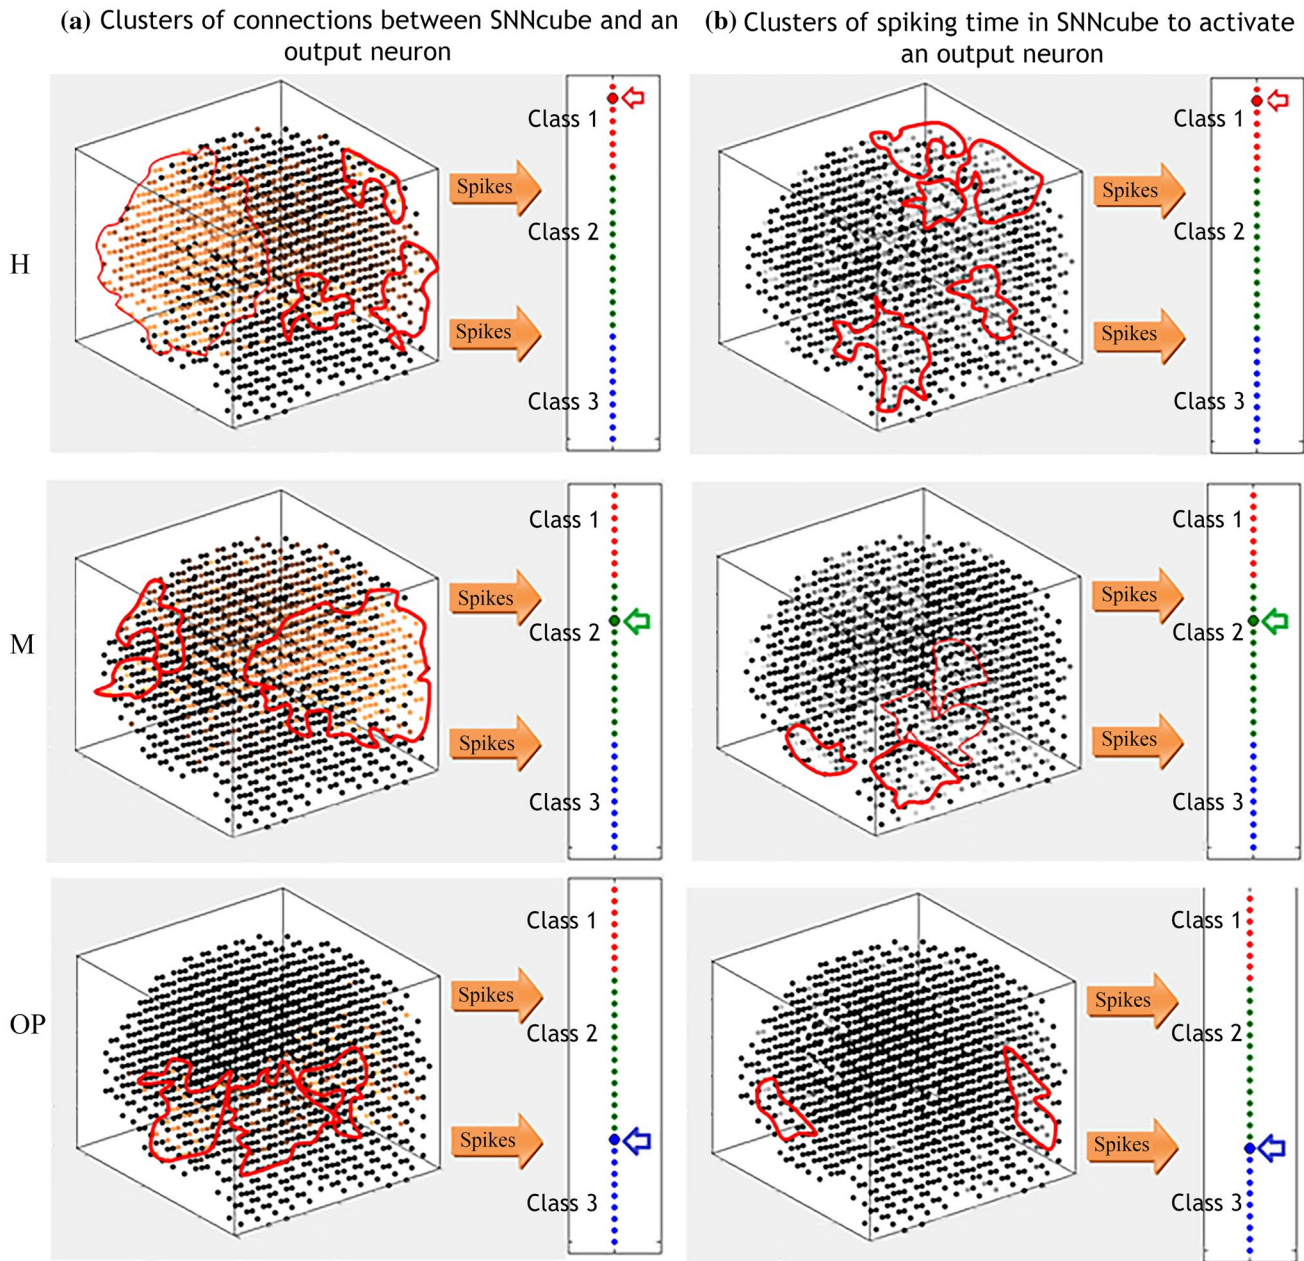 (a) Clusters of connections between SNNcube and an
output neuron
(b) Clusters of spiking time in SNNcube to activate
an output neuron
H
Spikes
Spikes
Class 1
Class 2
Class 3
Spikes
Spikes
Class 1
Class 2
Class 3
M
Spikes
Spikes
Class 1
Class 2
Class 3
Spikes
Spikes
Class 1
Class 2
Class 3
OP
Spikes
Spikes
Class 1
Class 2
Class 3
Spikes
Spikes
Class 1
Class 2
Class 3